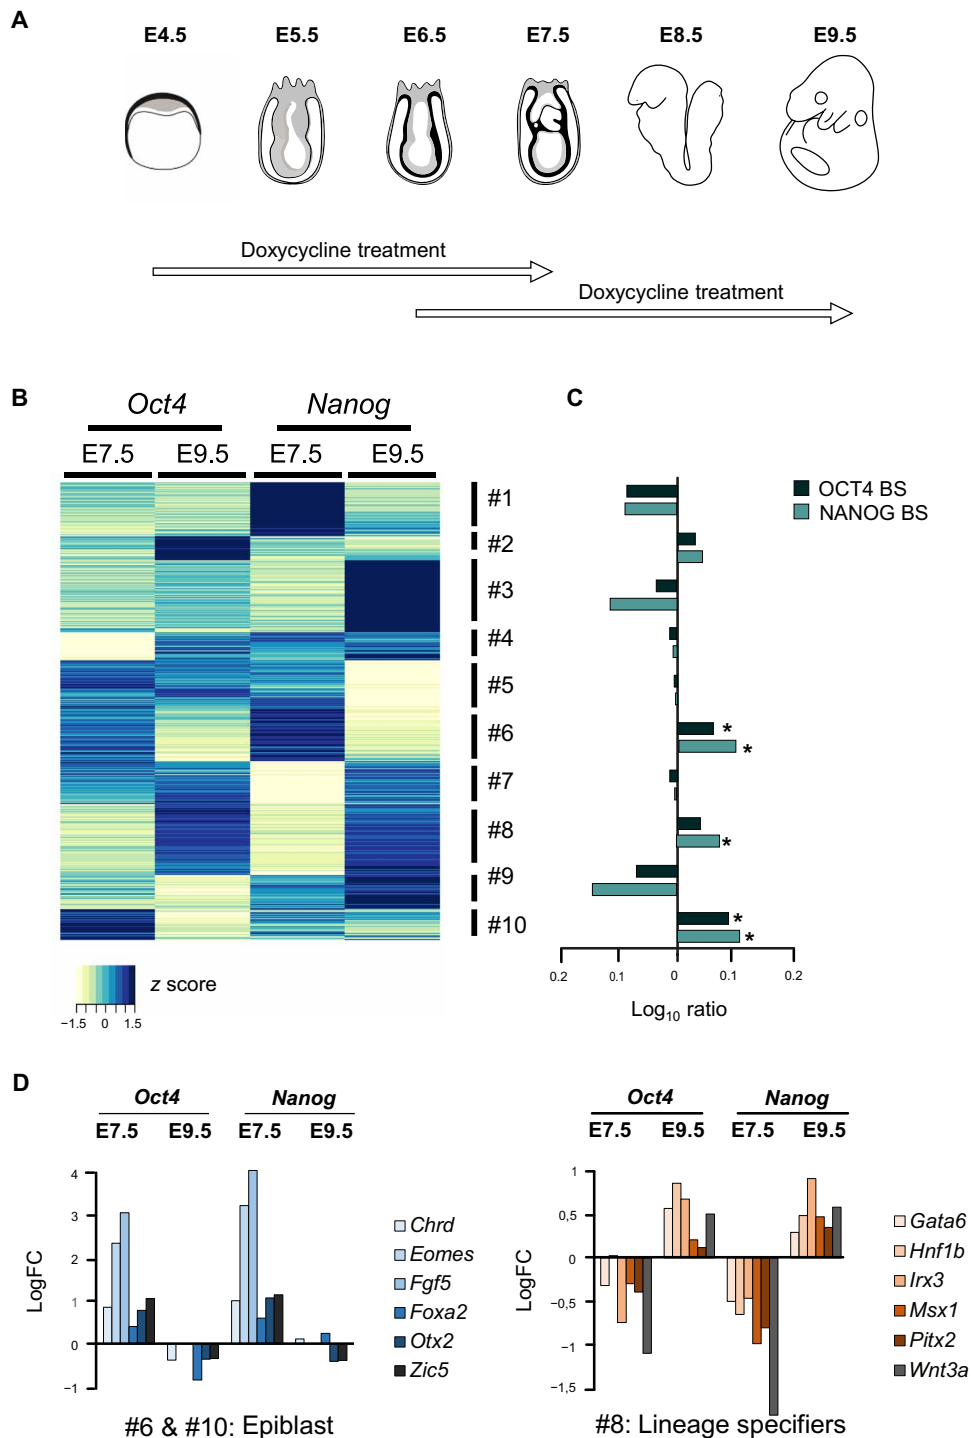 A
E4.5 E5.5 E6.5 E7.5 E8.5 E9.5
Doxycycline treatment
Doxycycline treatment
B
Oct4 Nanog
E7.5 E9.5 E7.5 E9.5
#1
#2
#3
#4
#5
#6
#7
#8
#9
#10
z score
−1.5 0 1.5
C
OCT4 BS
NANOG BS
*
*
*
*
*
0.2 0.1 0 0.1 0.2
Log10 ratio
D
Oct4 Nanog
E7.5 E9.5 E7.5 E9.5
LogFC
4
3
2
1
0
−1
Chrd
Eomes
Fgf5
Foxa2
Otx2
Zic5
#6 & #10: Epiblast
Oct4 Nanog
E7.5 E9.5 E7.5 E9.5
LogFC
1
0,5
0
−0,5
−1
−1,5
Gata6
Hnf1b
Irx3
Msx1
Pitx2
Wnt3a
#8: Lineage specifiers